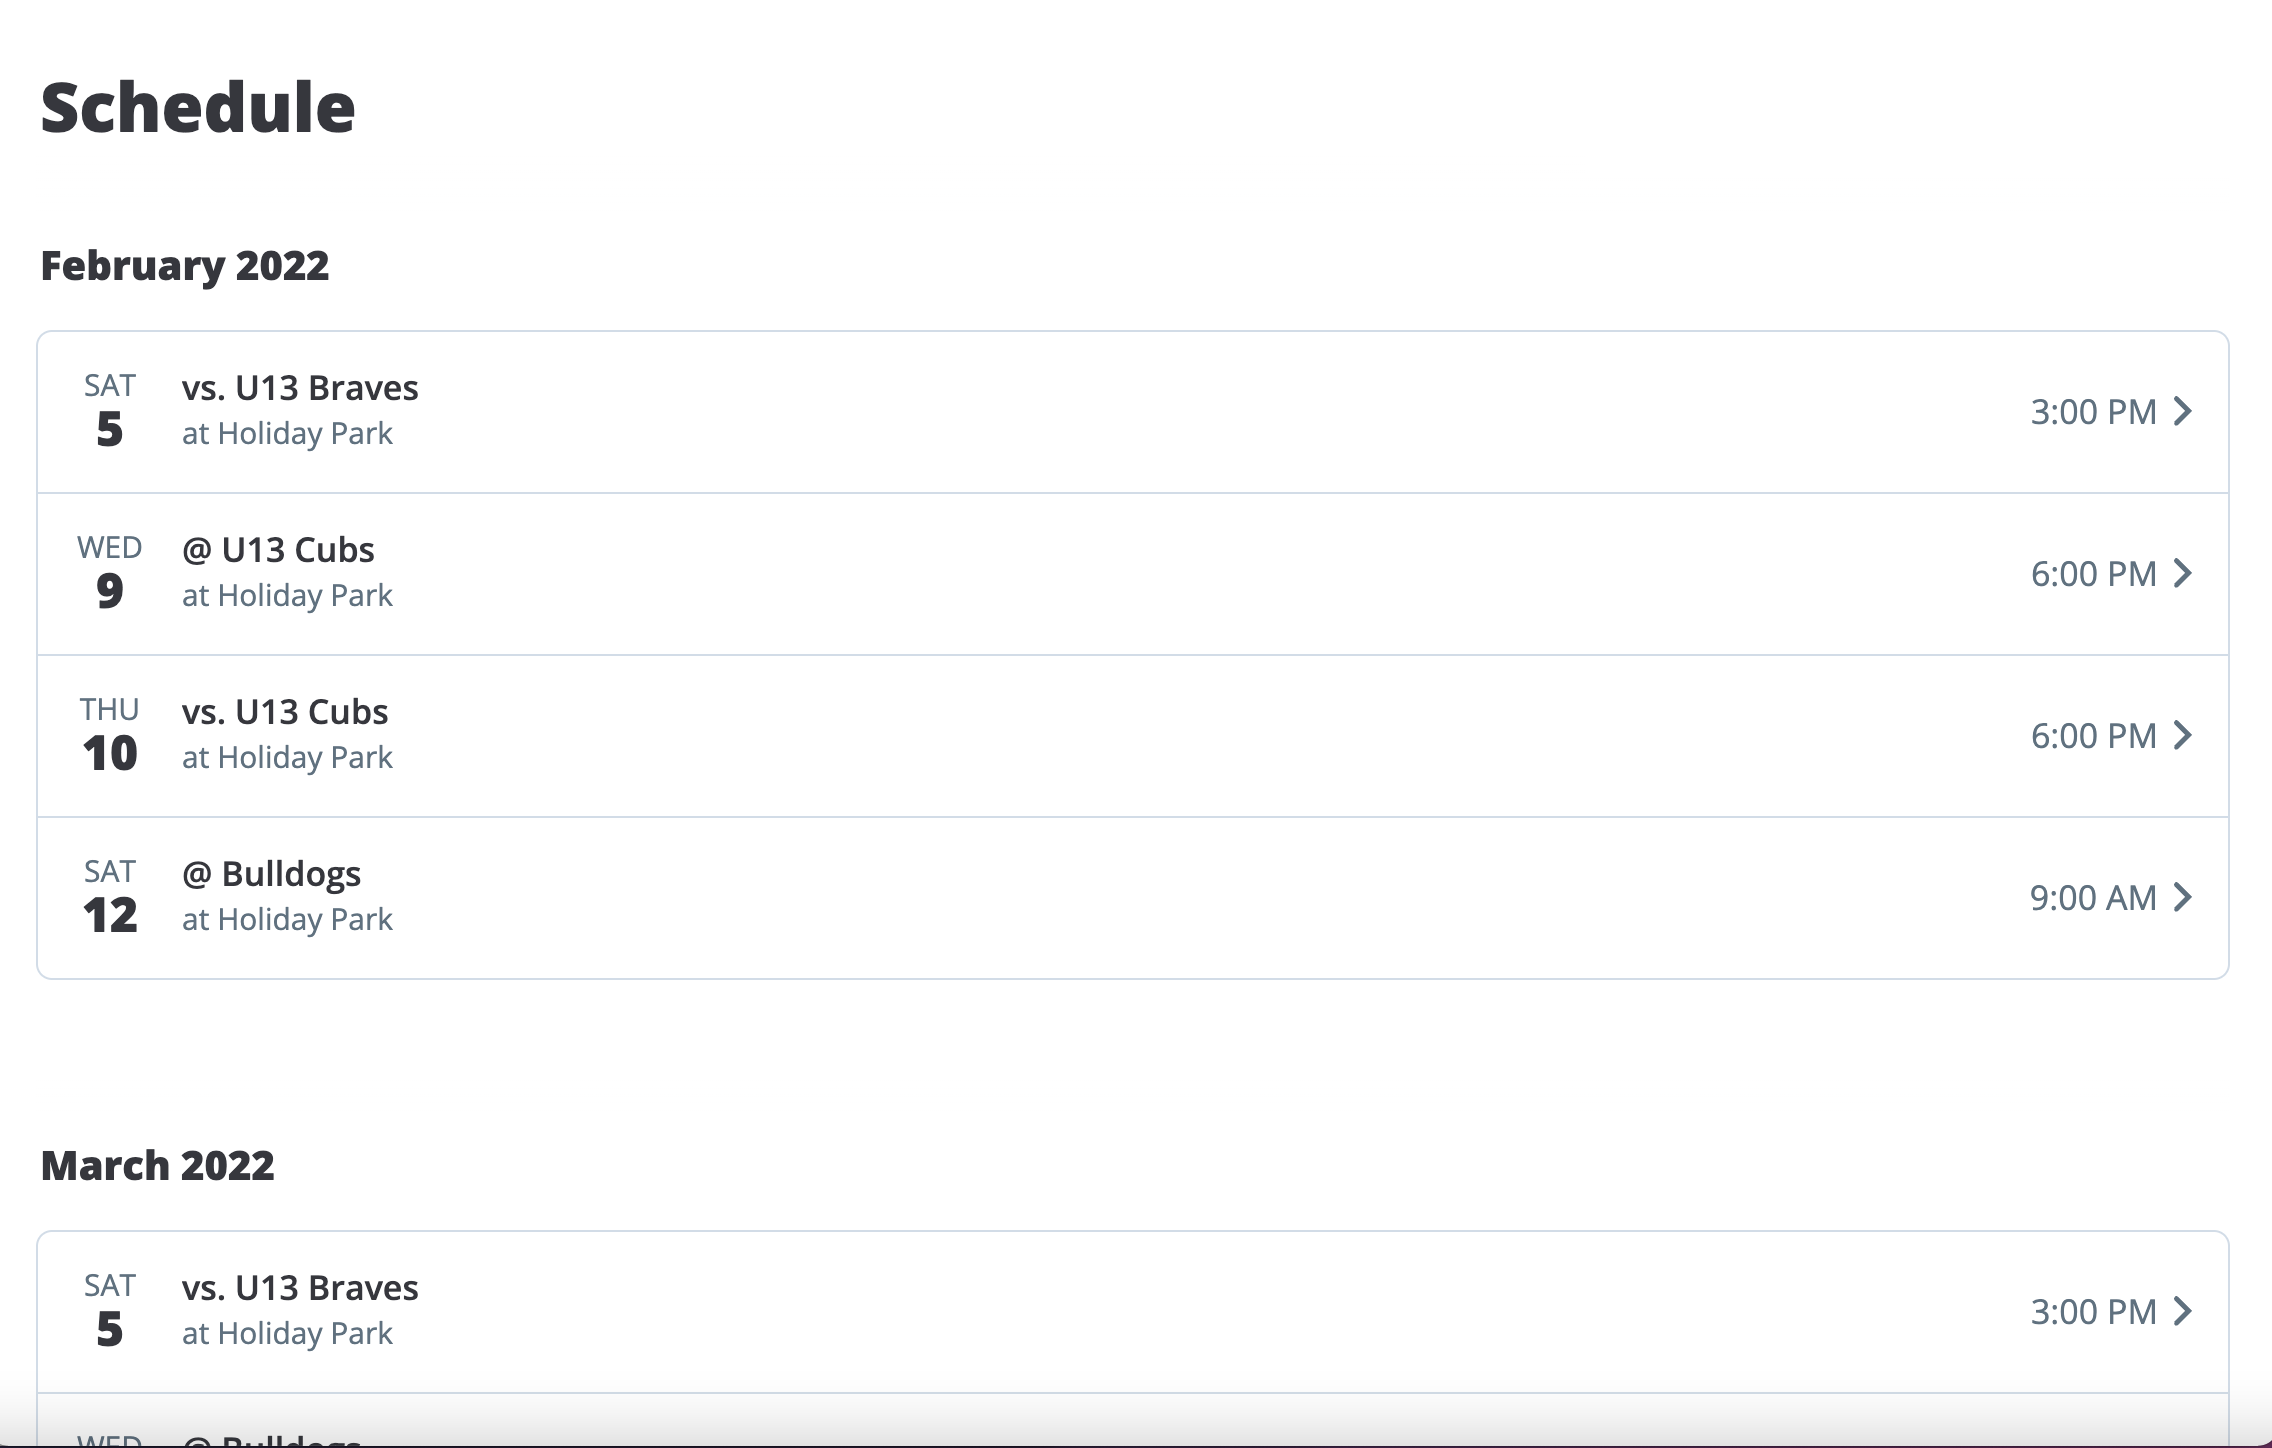 Schedule
February 2022
SAT
5
vs. U13 Braves
at Holiday Park
3:00 PM
WED
9
@ U13 Cubs
at Holiday Park
6:00 PM
THU
10
vs. U13 Cubs
at Holiday Park
6:00 PM
SAT
12
@ Bulldogs
at Holiday Park
9:00 AM
March 2022
SAT
5
vs. U13 Braves
at Holiday Park
3:00 PM
WED
@ Bulldogs